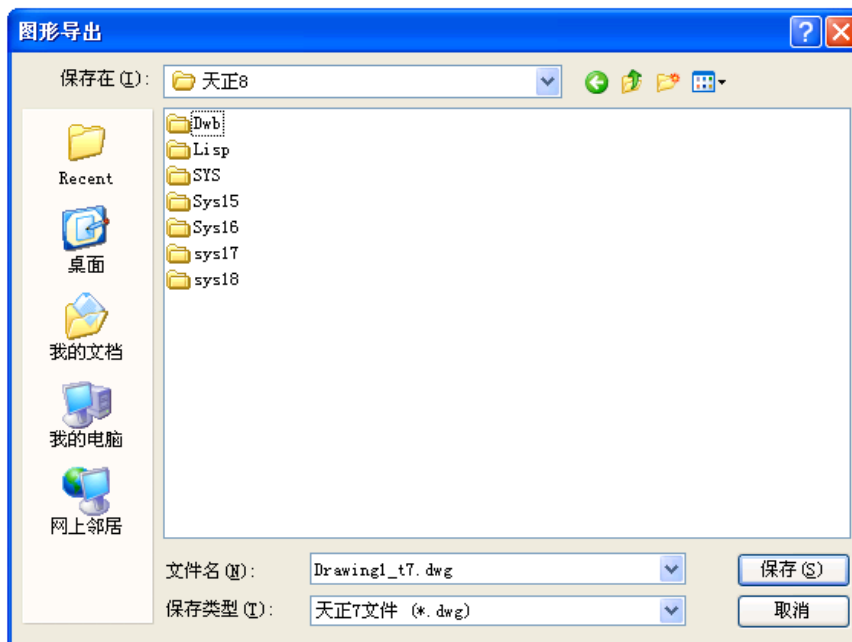 图形导出
保存在(I):
天正8
Dwb
Lisp
SYS
Sys15
Sys16
sys17
sys18
Recent
桌面
我的文档
我的电脑
网上邻居
文件名(N):
Drawing1_t7.dwg
保存(S)
保存类型(T):
天正7文件 (*.dwg)
取消